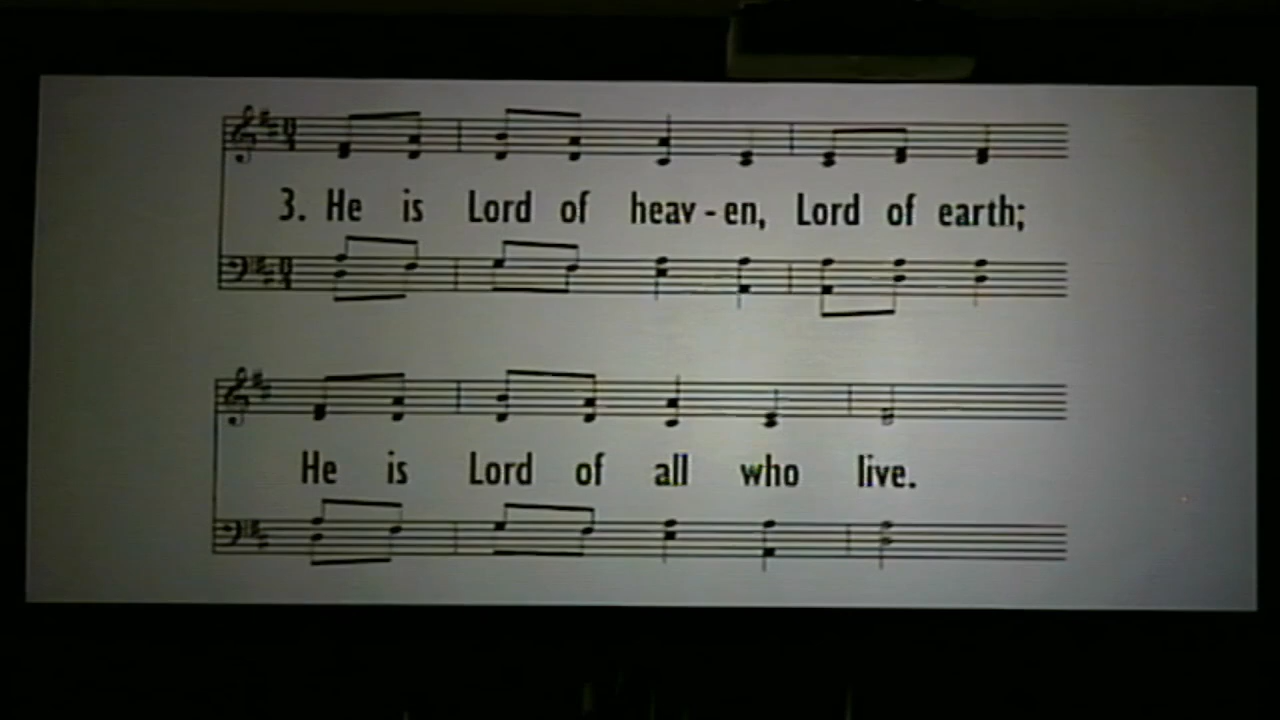 3. He is Lord of heav - en, Lord of earth;
He is Lord of all who live.